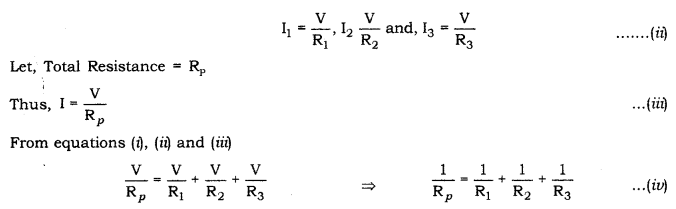 I₁ = V/R₁, I₂ V/R₂ and, I₃ = V/R₃ .......(ii)
Let, Total Resistance = Rₚ
Thus, I = V/Rₚ ...(iii)
From equations (i), (ii) and (iii)
V/Rₚ = V/R₁ + V/R₂ + V/R₃ ⇒ 1/Rₚ = 1/R₁ + 1/R₂ + 1/R₃ ...(iv)